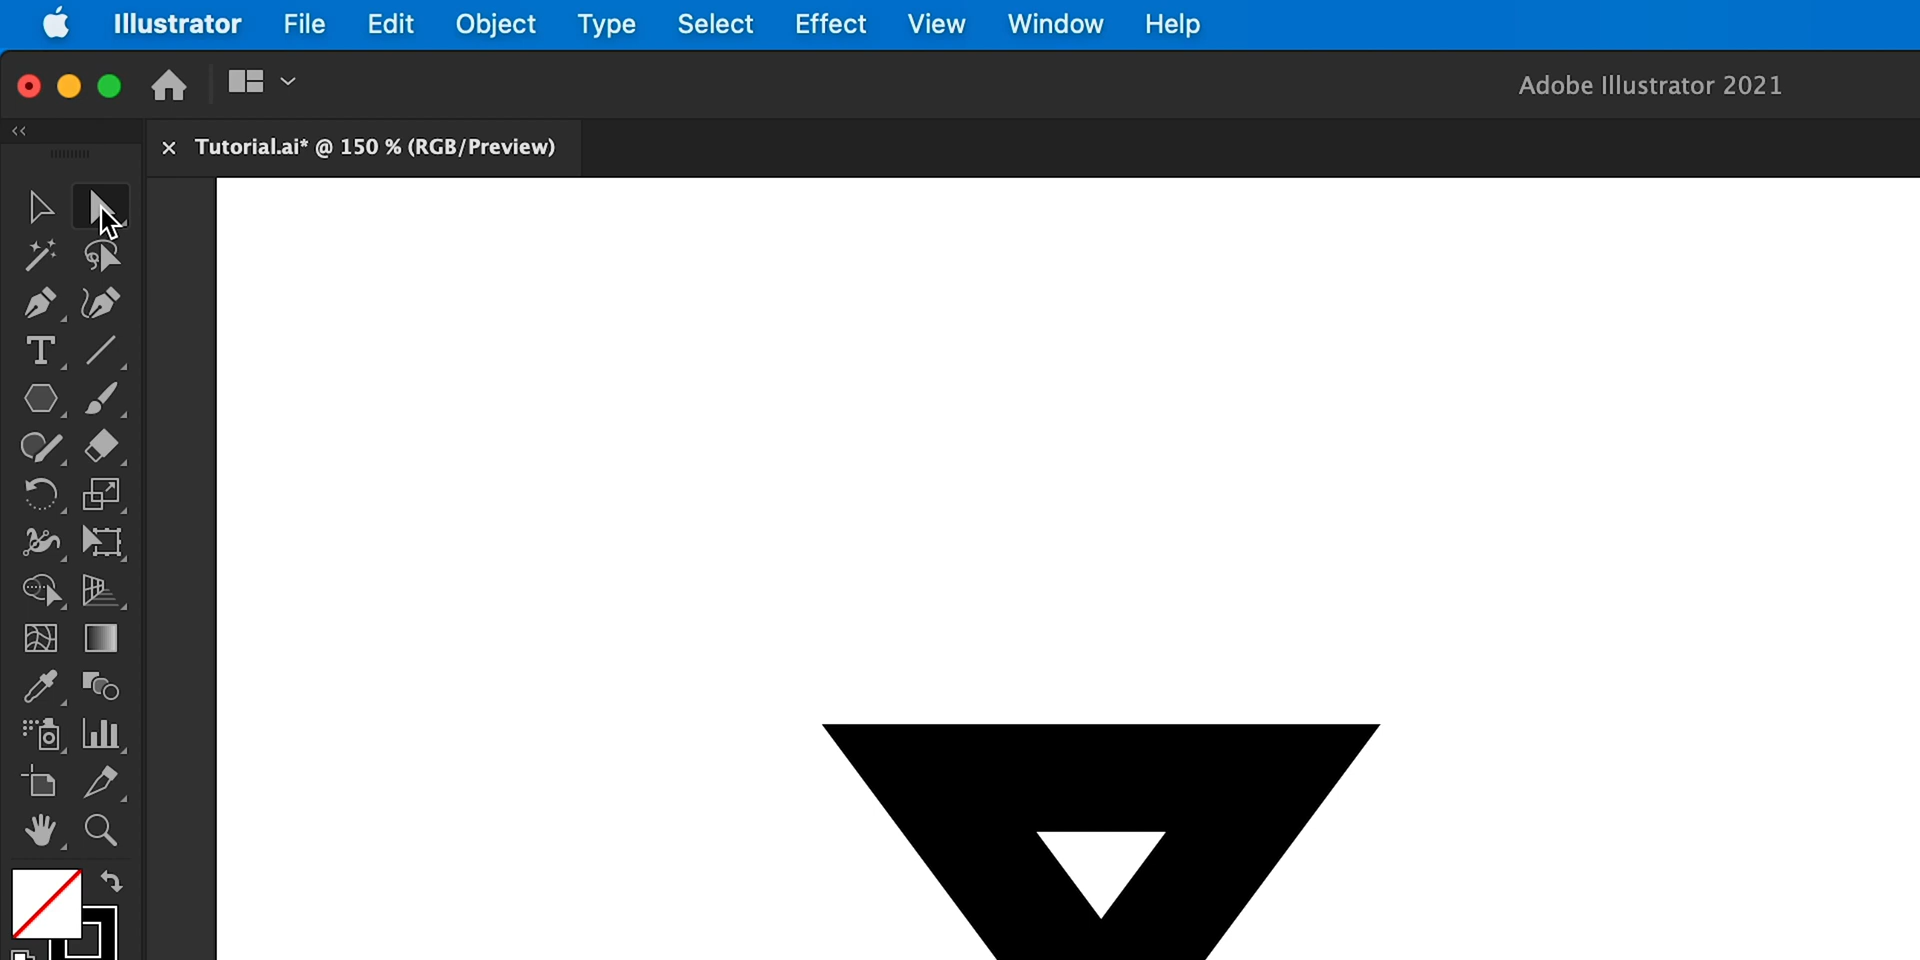 Illustrator File Edit Object Type Select Effect View Window Help
Adobe Illustrator 2021
Tutorial.ai* @ 150 % (RGB/Preview)